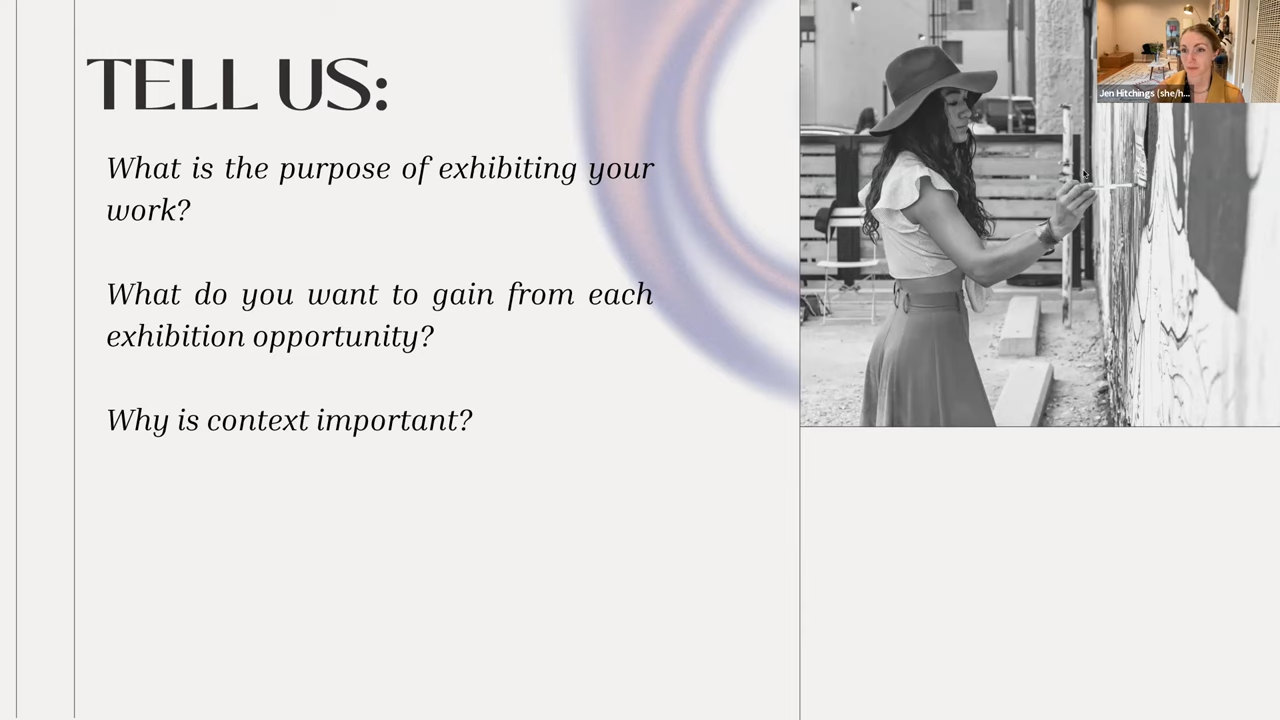 TELL US:
What is the purpose of exhibiting your
work?
What do you want to gain from each
exhibition opportunity?
Why is context important?
Jen Hitchings (she/h...